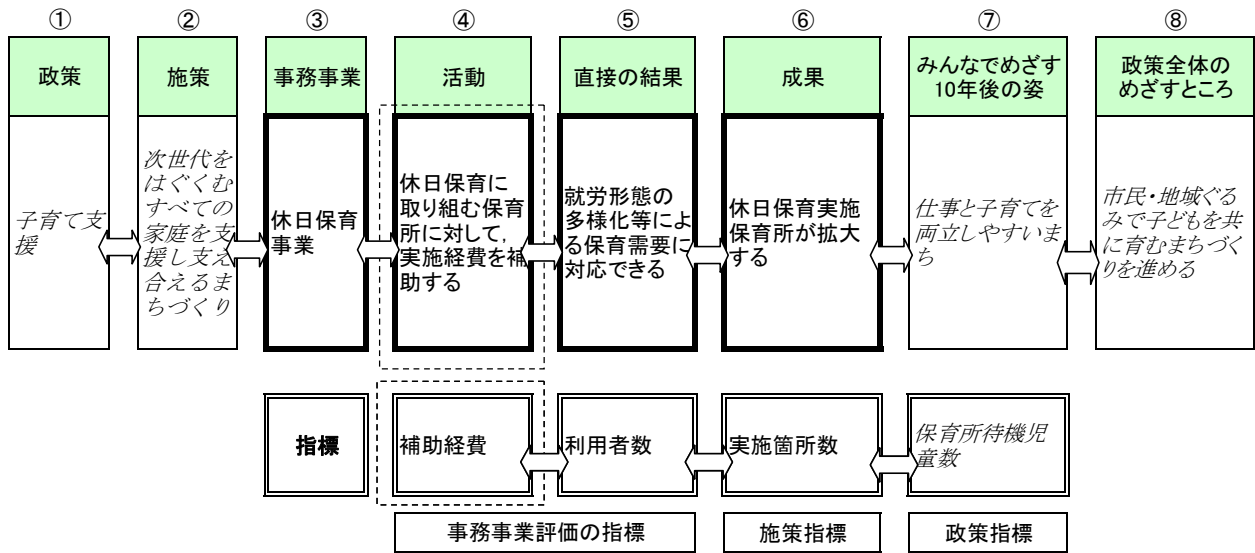 ① ② ③ ④ ⑤ ⑥ ⑦ ⑧
政策
施策
事務事業
活動
直接の結果
成果
みんなでめざす
10年後の姿
政策全体の
めざすところ
子育て支
援
次世代を
はぐくむ
すべての
家庭を支
援し支え
合えるま
ちづくり
休日保育
事業
休日保育に
取り組む保育
所に対して，
実施経費を補
助する
就労形態の
多様化等によ
る保育需要に
対応できる
休日保育実施
保育所が拡大
する
仕事と子育てを
両立しやすいま
ち
市民・地域ぐる
みで子どもを共
に育むまちづく
りを進める
指標
補助経費
利用者数
実施箇所数
保育所待機児
童数
事務事業評価の指標
施策指標
政策指標